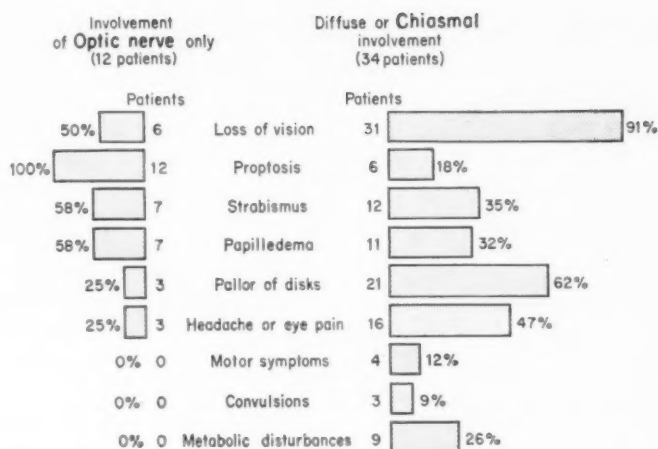 Involvement
of Optic nerve only
(12 patients)
Diffuse or Chiasmal
involvement
(34 patients)
Patients Patients
50% 6 Loss of vision 31 91%
100% 12 Proptosis 6 18%
58% 7 Strabismus 12 35%
58% 7 Papilledema 11 32%
25% 3 Pallor of disks 21 62%
25% 3 Headache or eye pain 16 47%
0% 0 Motor symptoms 4 12%
0% 0 Convulsions 3 9%
0% 0 Metabolic disturbances 9 26%